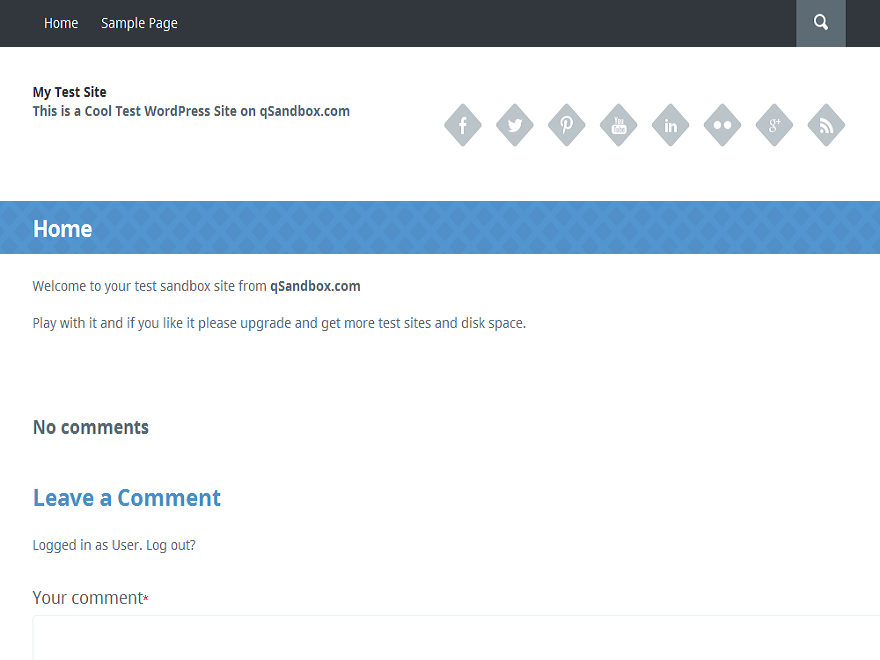 Home Sample Page
My Test Site
This is a Cool Test WordPress Site on qSandbox.com
You
Tube
in
g+
Home
Welcome to your test sandbox site from qSandbox.com
Play with it and if you like it please upgrade and get more test sites and disk space.
No comments
Leave a Comment
Logged in as User. Log out?
Your comment*